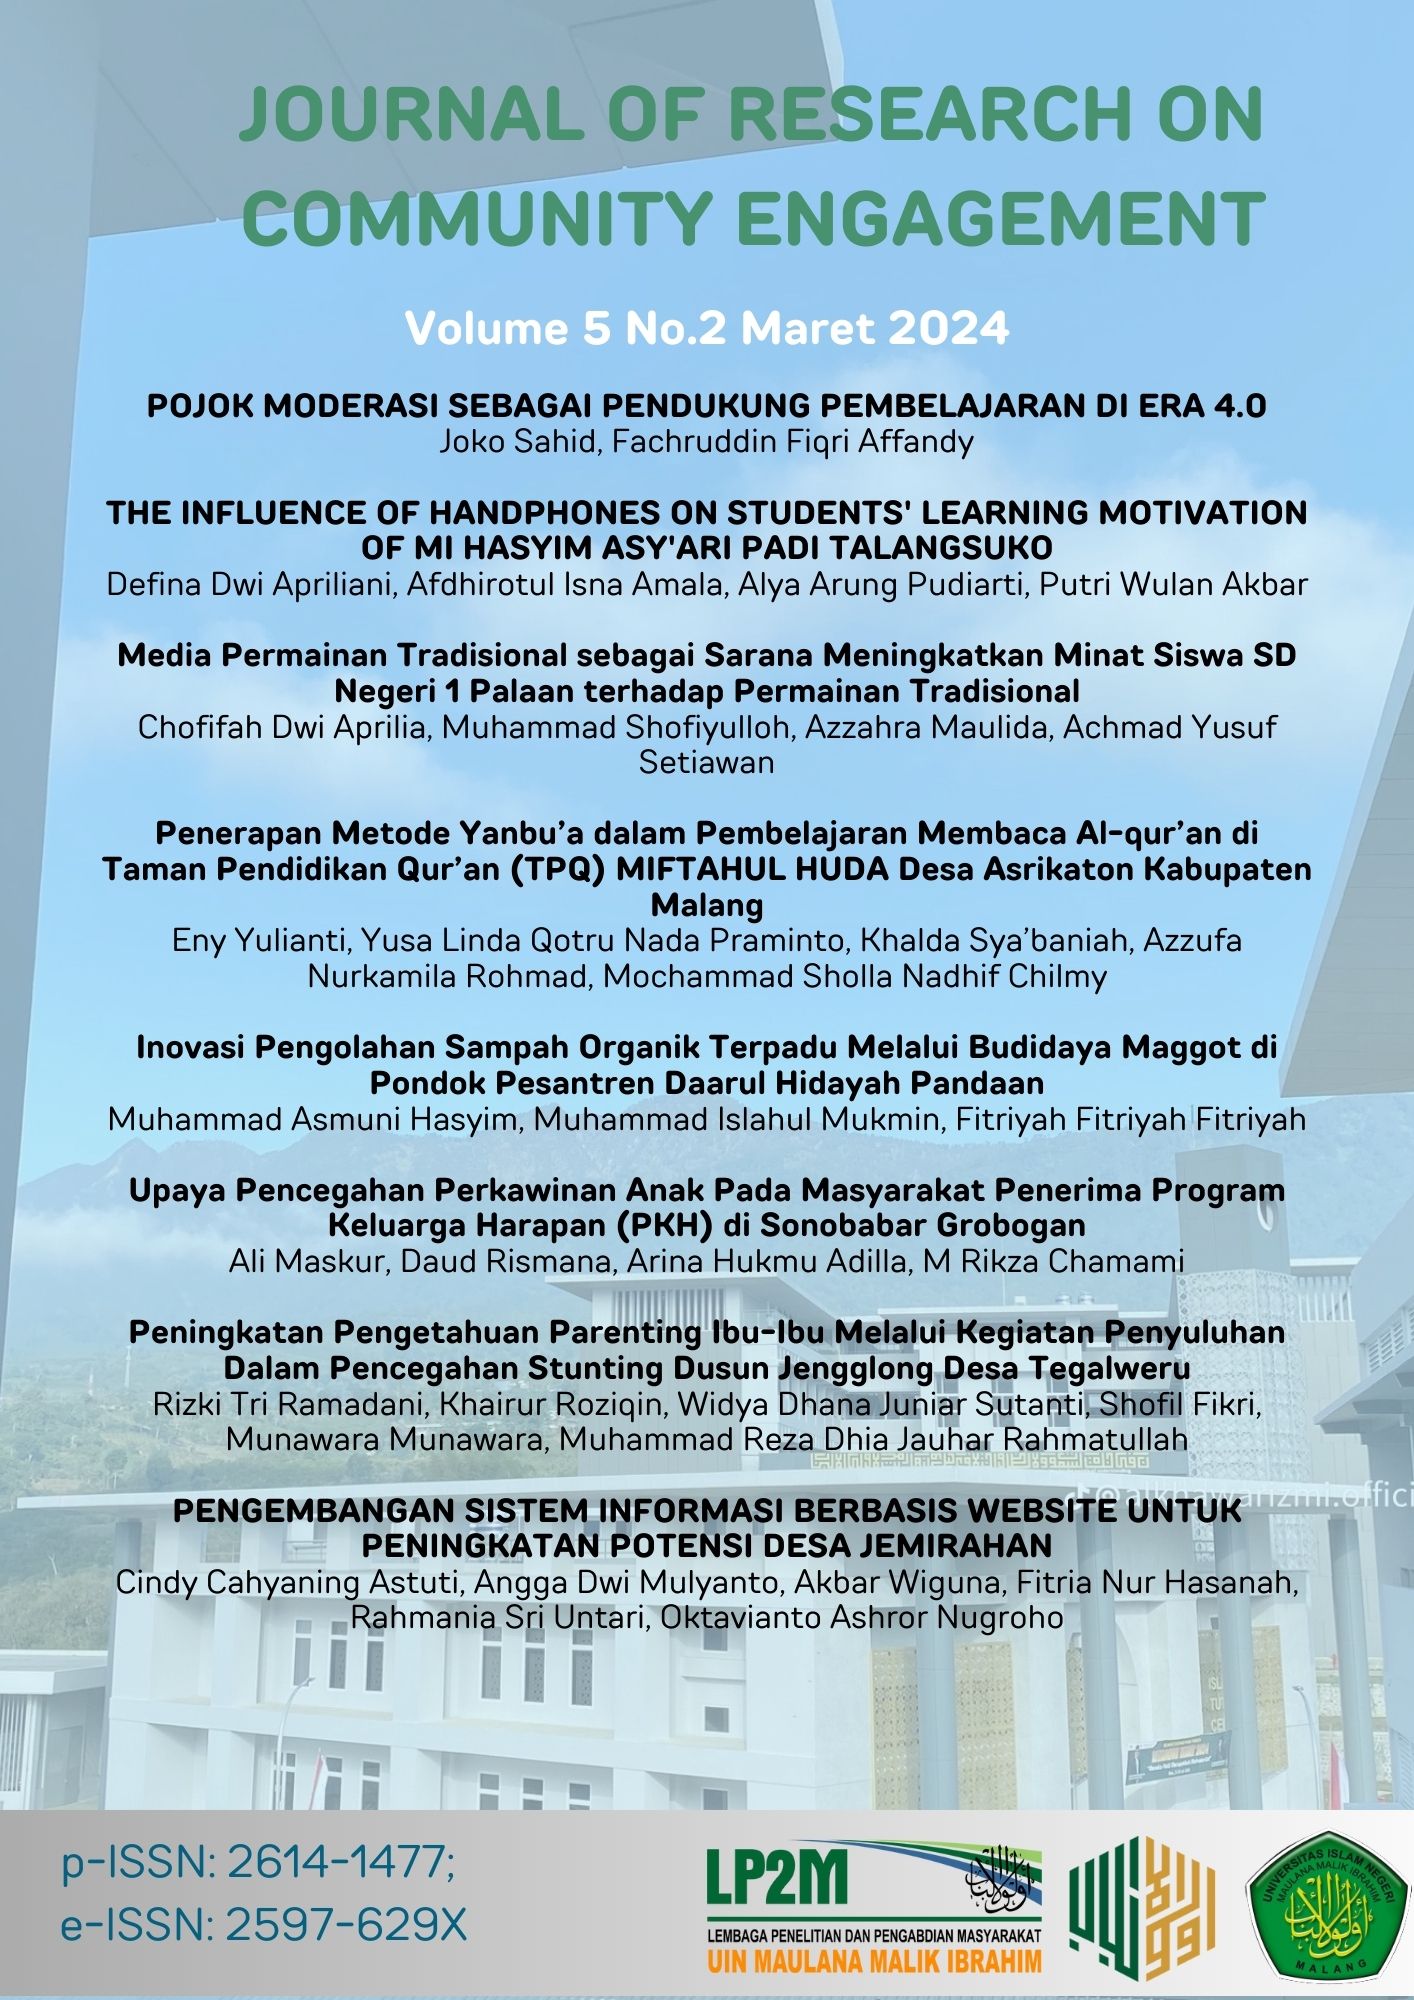 JOURNAL OF RESEARCH ON
COMMUNITY ENGAGEMENT
Volume 5 No.2 Maret 2024
POJOK MODERASI SEBAGAI PENDUKUNG PEMBELAJARAN DI ERA 4.0
Joko Sahid, Fachruddin Fiqri Affandy
THE INFLUENCE OF HANDPHONES ON STUDENTS' LEARNING MOTIVATION
OF MI HASYIM ASY'ARI PADI TALANGSUKO
Defina Dwi Apriliani, Afdhirotul Isna Amala, Alya Arung Pudiarti, Putri Wulan Akbar
Media Permainan Tradisional sebagai Sarana Meningkatkan Minat Siswa SD
Negeri 1 Palaan terhadap Permainan Tradisional
Chofifah Dwi Aprilia, Muhammad Shofiyulloh, Azzahra Maulida, Achmad Yusuf
Setiawan
Penerapan Metode Yanbu’a dalam Pembelajaran Membaca Al-qur’an di
Taman Pendidikan Qur’an (TPQ) MIFTAHUL HUDA Desa Asrikaton Kabupaten
Malang
Eny Yulianti, Yusa Linda Qotru Nada Praminto, Khalda Sya’baniah, Azzufa
Nurkamila Rohmad, Mochammad Sholla Nadhif Chilmy
Inovasi Pengolahan Sampah Organik Terpadu Melalui Budidaya Maggot di
Pondok Pesantren Daarul Hidayah Pandaan
Muhammad Asmuni Hasyim, Muhammad Islahul Mukmin, Fitriyah Fitriyah Fitriyah
Upaya Pencegahan Perkawinan Anak Pada Masyarakat Penerima Program
Keluarga Harapan (PKH) di Sonobabar Grobogan
Ali Maskur, Daud Rismana, Arina Hukmu Adilla, M Rikza Chamami
Peningkatan Pengetahuan Parenting Ibu-Ibu Melalui Kegiatan Penyuluhan
Dalam Pencegahan Stunting Dusun Jengglong Desa Tegalweru
Rizki Tri Ramadani, Khairur Roziqin, Widya Dhana Juniar Sutanti, Shofil Fikri,
Munawara Munawara, Muhammad Reza Dhia Jauhar Rahmatullah
@alkhawarizmi.offici
PENGEMBANGAN SISTEM INFORMASI BERBASIS WEBSITE UNTUK
PENINGKATAN POTENSI DESA JEMIRAHAN
Cindy Cahyaning Astuti, Angga Dwi Mulyanto, Akbar Wiguna, Fitria Nur Hasanah,
Rahmania Sri Untari, Oktavianto Ashror Nugroho
p-ISSN: 2614-1477;
e-ISSN: 2597-629X
LP2M
LEMBAGA PENELITIAN DAN PENGABDIAN MASYARAKAT
UIN MAULANA MALIK IBRAHIM
UNIVERSITAS ISLAM NEGERI
MAULANA MALIK IBRAHIM
MALANG